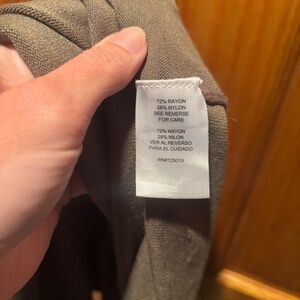 72% RAYON
28% NYLON
SEE REVERSE
FOR CARE
72% RAYON
28% NILON
VER AL REVERSO
PARA EL CUIDADO
RN#125019